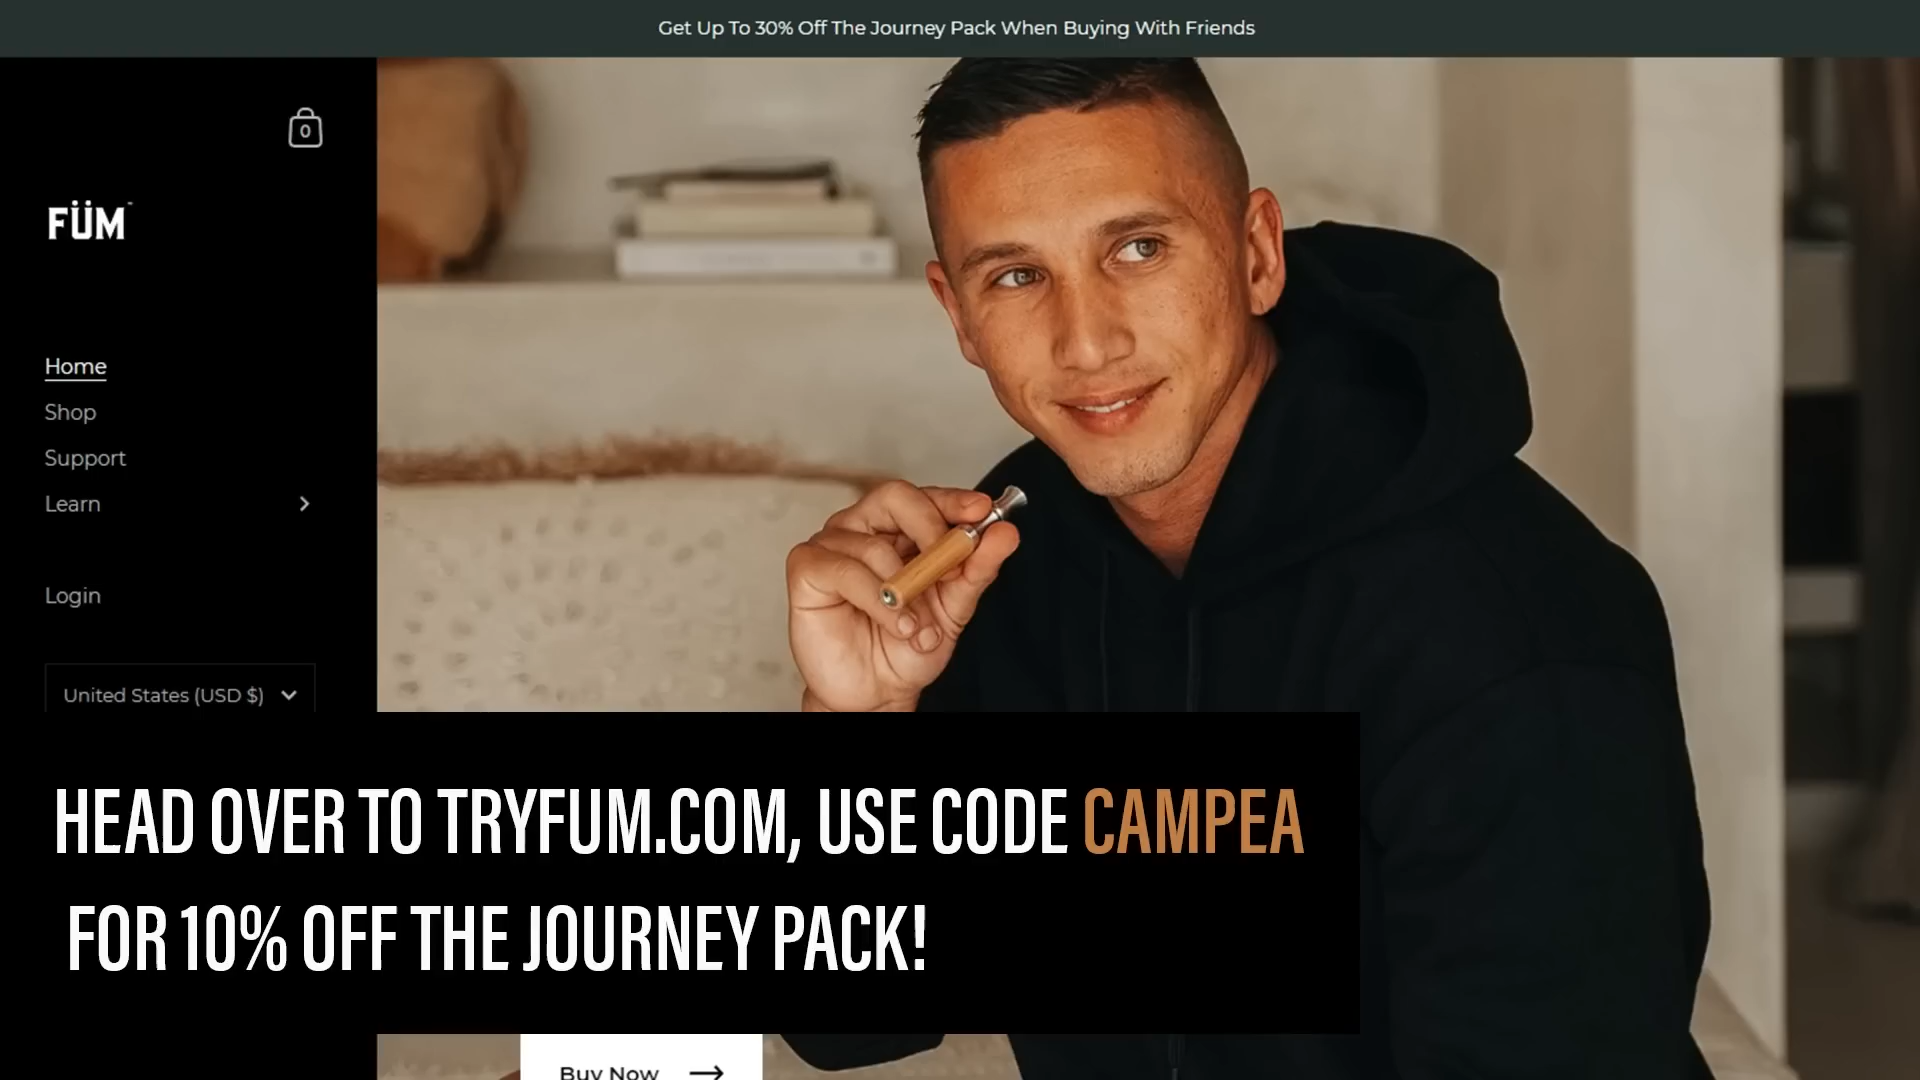 Get Up To 30% Off The Journey Pack When Buying With Friends
0
FÜM
Home
Shop
Support
Learn
Login
United States (USD $)
HEAD OVER TO TRYFUM.COM, USE CODE CAMPEA
FOR 10% OFF THE JOURNEY PACK!
Buy Now